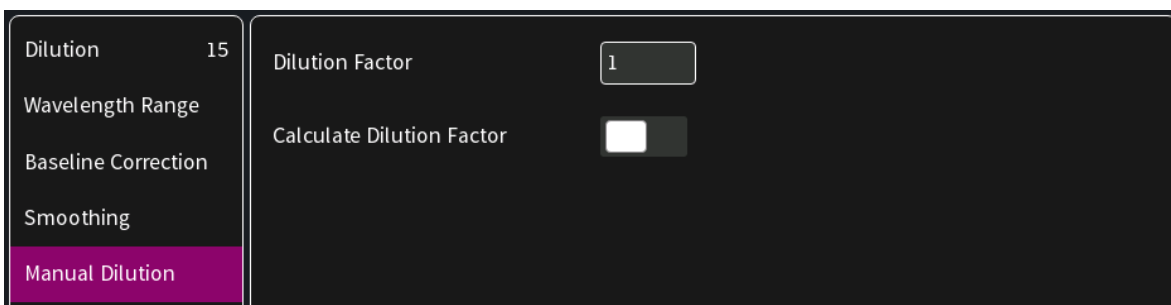 Dilution 15
Wavelength Range
Baseline Correction
Smoothing
Manual Dilution
Dilution Factor 1
Calculate Dilution Factor